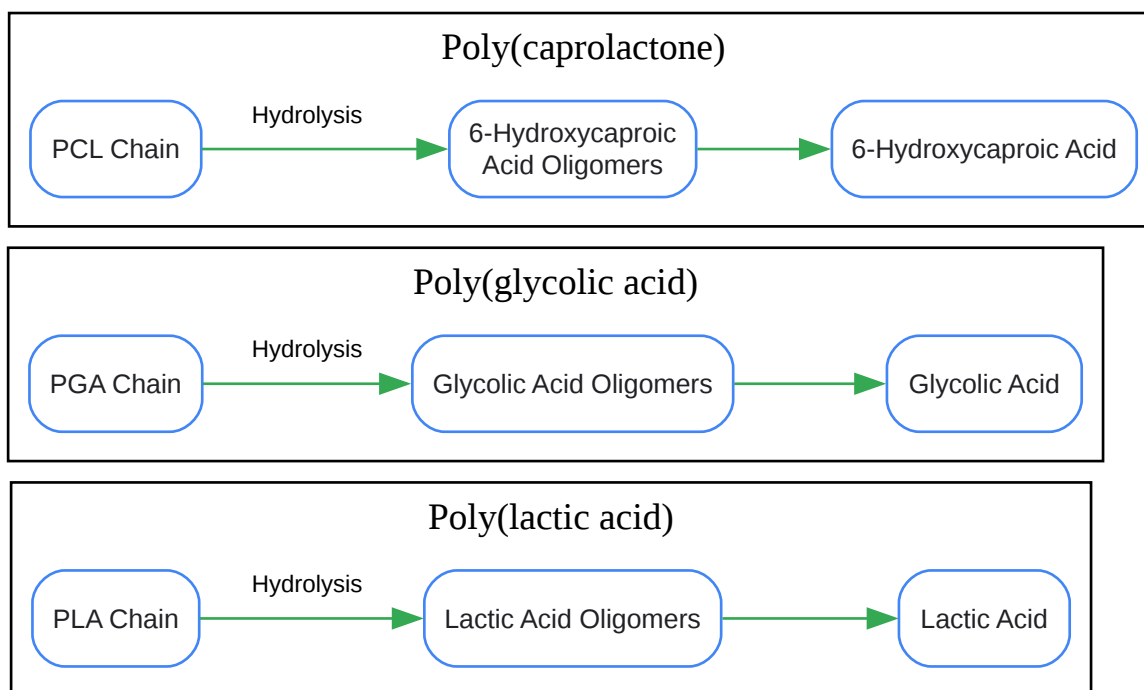 Poly(caprolactone)
Hydrolysis
PCL Chain
6-Hydroxycaproic
Acid Oligomers
6-Hydroxycaproic Acid
Poly(glycolic acid)
Hydrolysis
PGA Chain
Glycolic Acid Oligomers
Glycolic Acid
Poly(lactic acid)
Hydrolysis
PLA Chain
Lactic Acid Oligomers
Lactic Acid